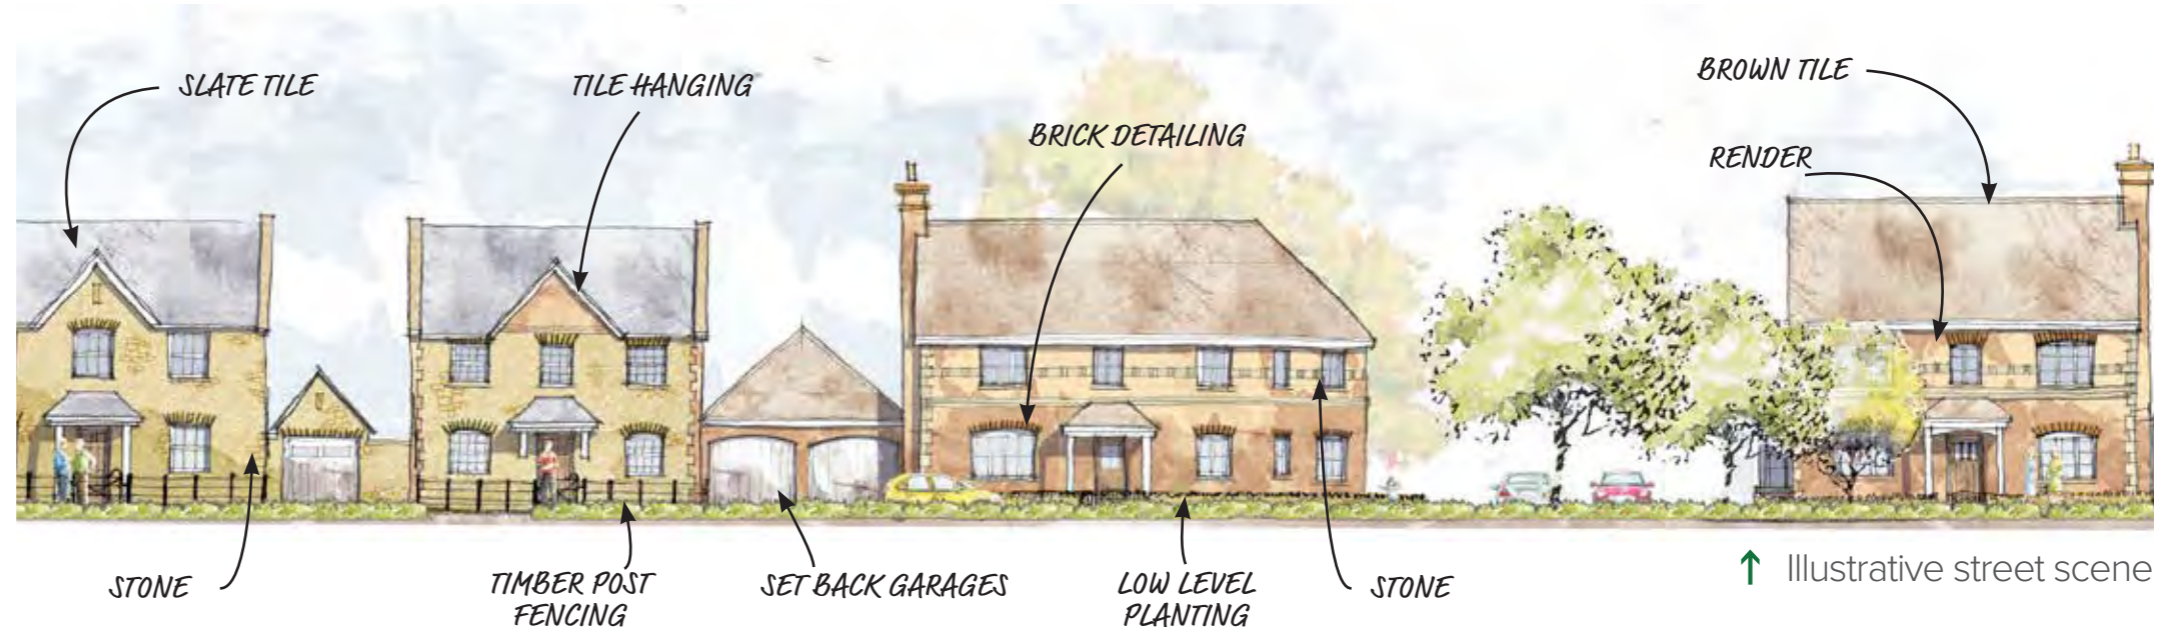 SLATE TILE
TILE HANGING
BRICK DETAILING
BROWN TILE
RENDER
STONE
TIMBER POST
FENCING
SET BACK GARAGES
LOW LEVEL
PLANTING
STONE
↑ Illustrative street scene